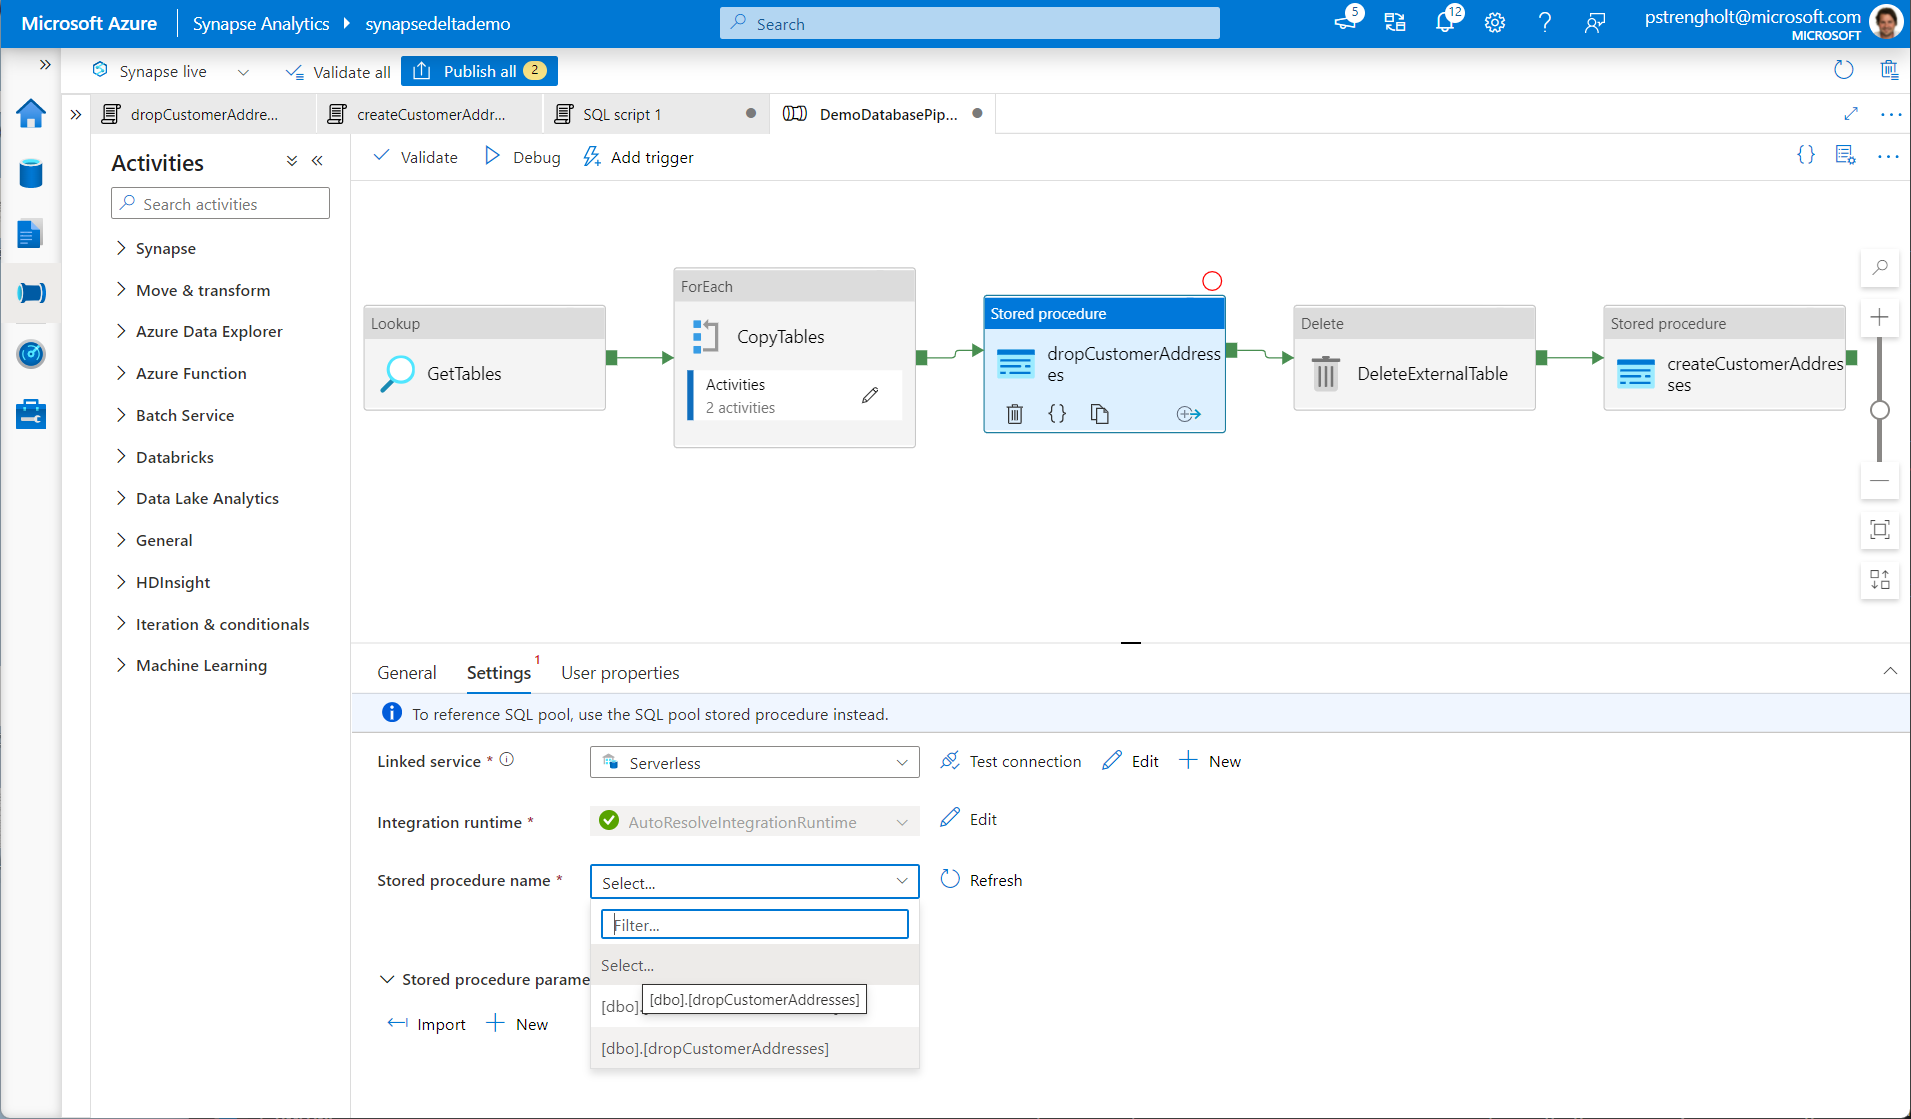 Microsoft Azure
Synapse Analytics
synapsedeltademo
Search
5
12
pstrengholt@microsoft.com
MICROSOFT
Synapse live
Validate all
Publish all 2
dropCustomerAddre...
createCustomerAddr...
SQL script 1
DemoDatabasePip...
Activities
Search activities
Synapse
Move & transform
Azure Data Explorer
Azure Function
Batch Service
Databricks
Data Lake Analytics
General
HDInsight
Iteration & conditionals
Machine Learning
Validate
Debug
Add trigger
Lookup
GetTables
ForEach
CopyTables
Activities
2 activities
Stored procedure
dropCustomerAddress
es
Delete
DeleteExternalTable
Stored procedure
createCustomerAddres
ses
General
Settings 1
User properties
To reference SQL pool, use the SQL pool stored procedure instead.
Linked service *
Serverless
Test connection
Edit
New
Integration runtime *
AutoResolveIntegrationRuntime
Edit
Stored procedure name *
Select...
Refresh
Filter...
Select...
Stored procedure parame
[dbo].[dropCustomerAddresses]
[dbo].
Import
New
[dbo].[dropCustomerAddresses]